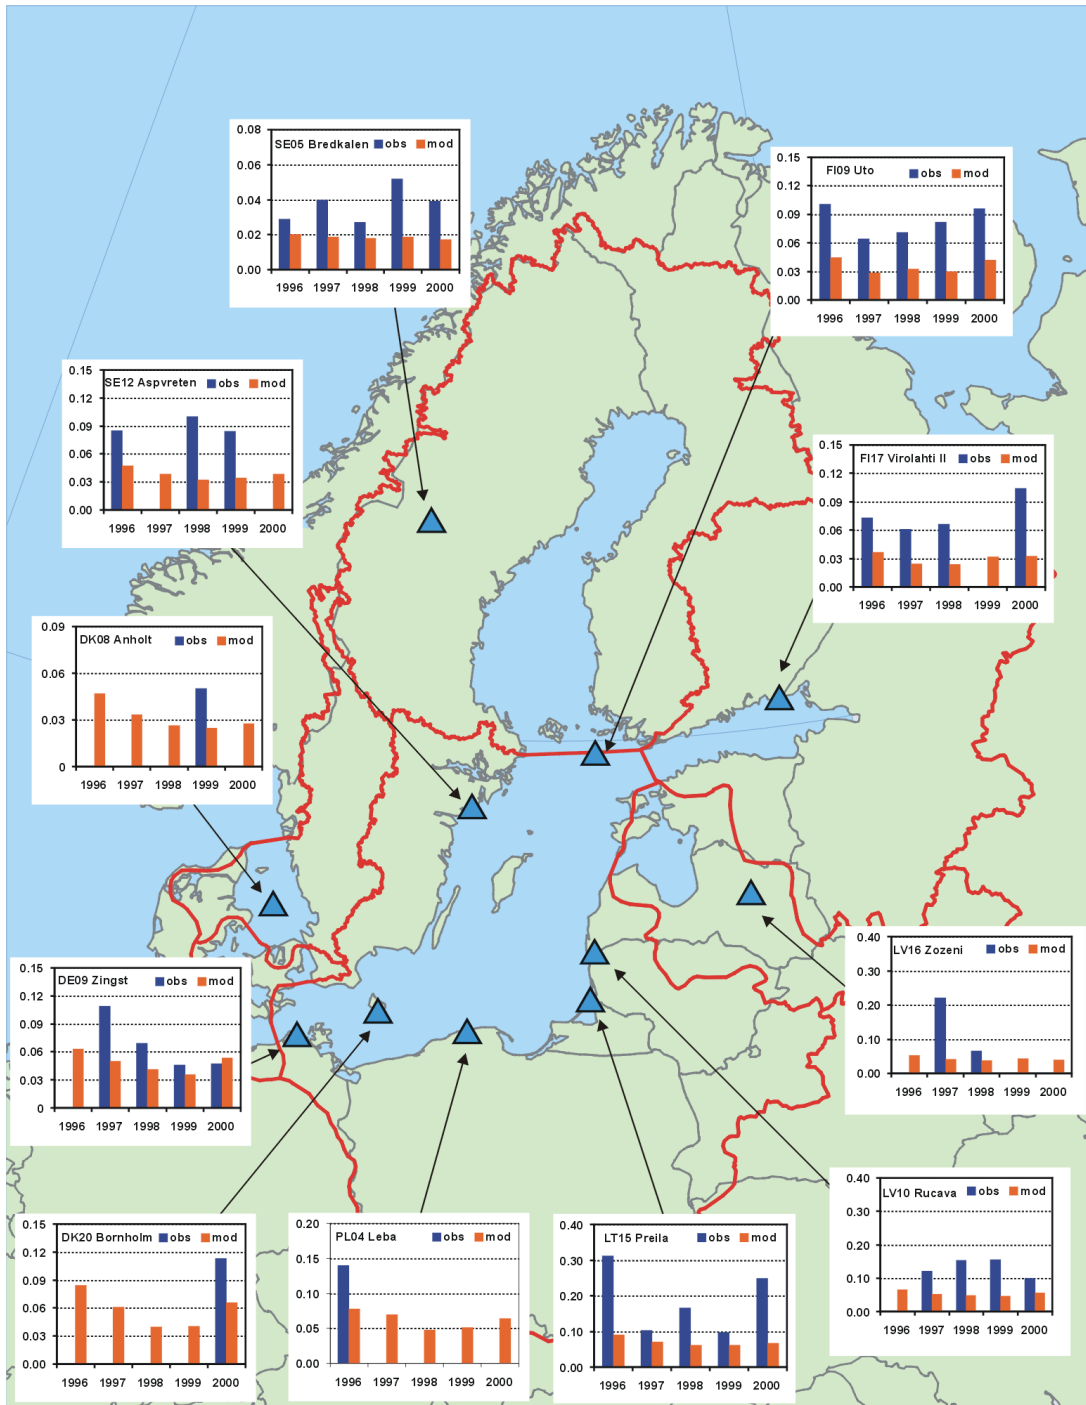 SE05 Bredkalen obs mod
0.08
0.06
0.04
0.02
0.00
1996 1997 1998 1999 2000
FI09 Uto obs mod
0.15
0.12
0.09
0.06
0.03
0.00
1996 1997 1998 1999 2000
SE12 Aspvreten obs mod
0.15
0.12
0.09
0.06
0.03
0.00
1996 1997 1998 1999 2000
FI17 Virolahti II obs mod
0.15
0.12
0.09
0.06
0.03
0.00
1996 1997 1998 1999 2000
DK08 Anholt obs mod
0.09
0.06
0.03
0
1996 1997 1998 1999 2000
LV16 Zozeni obs mod
0.40
0.30
0.20
0.10
0.00
1996 1997 1998 1999 2000
DE09 Zingst obs mod
0.15
0.12
0.09
0.06
0.03
0
1996 1997 1998 1999 2000
LV10 Rucava obs mod
0.40
0.30
0.20
0.10
0.00
1996 1997 1998 1999 2000
DK20 Bornholm obs mod
0.15
0.12
0.09
0.06
0.03
0.00
1996 1997 1998 1999 2000
PL04 Leba obs mod
0.20
0.15
0.10
0.05
0.00
1996 1997 1998 1999 2000
LT15 Preila obs mod
0.40
0.30
0.20
0.10
0.00
1996 1997 1998 1999 2000